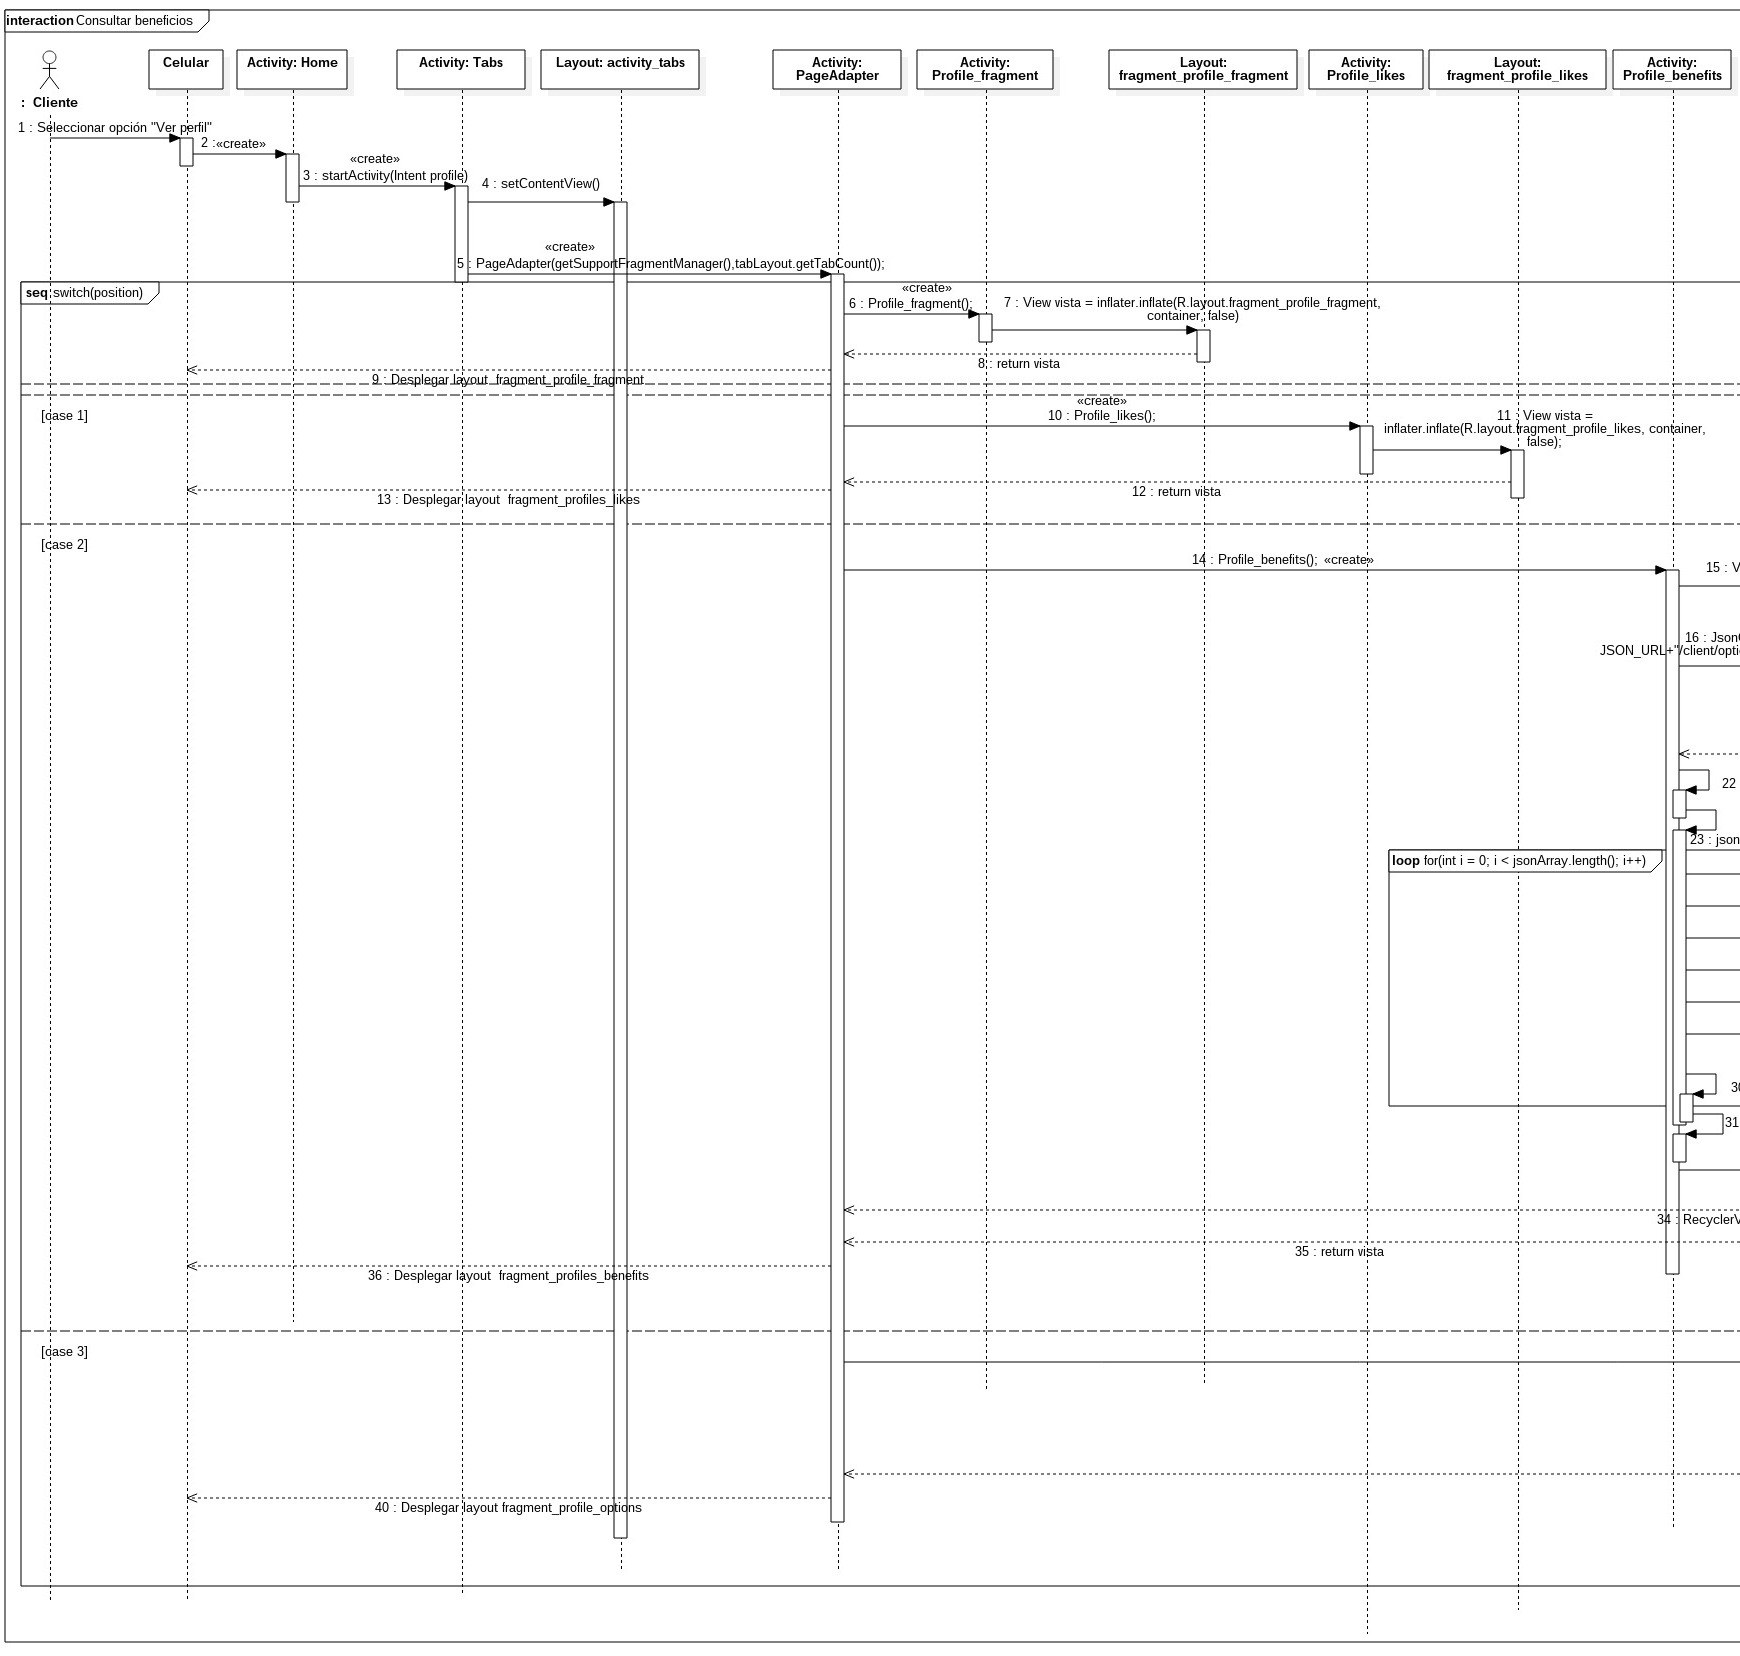 interaction Consultar beneficios
: Cliente
Celular
Activity: Home
Activity: Tabs
Layout: activity_tabs
Activity:
PageAdapter
Activity:
Profile_fragment
Layout:
fragment_profile_fragment
Activity:
Profile_likes
Layout:
fragment_profile_likes
Activity:
Profile_benefits
1 : Seleccionar opción "Ver perfil"
2 : «create»
«create»
3 : startActivity(Intent profile)
4 : setContentView()
«create»
5 : PageAdapter(getSupportFragmentManager(),tabLayout.getTabCount());
seq switch(position)
«create»
6 : Profile_fragment();
7 : View vista = inflater.inflate(R.layout.fragment_profile_fragment,
container, false)
8 : return vista
9 : Desplegar layout fragment_profile_fragment
[case 1]
«create»
10 : Profile_likes();
11 : View vista =
inflater.inflate(R.layout.fragment_profile_likes, container,
false);
12 : return vista
13 : Desplegar layout fragment_profiles_likes
[case 2]
14 : Profile_benefits(); «create»
15 : V
16 : Json
JSON_URL+"/client/opti
22
23 : json
loop for(int i = 0; i < jsonArray.length(); i++)
30
31
34 : RecyclerV
35 : return vista
36 : Desplegar layout fragment_profiles_benefits
[case 3]
40 : Desplegar layout fragment_profile_options